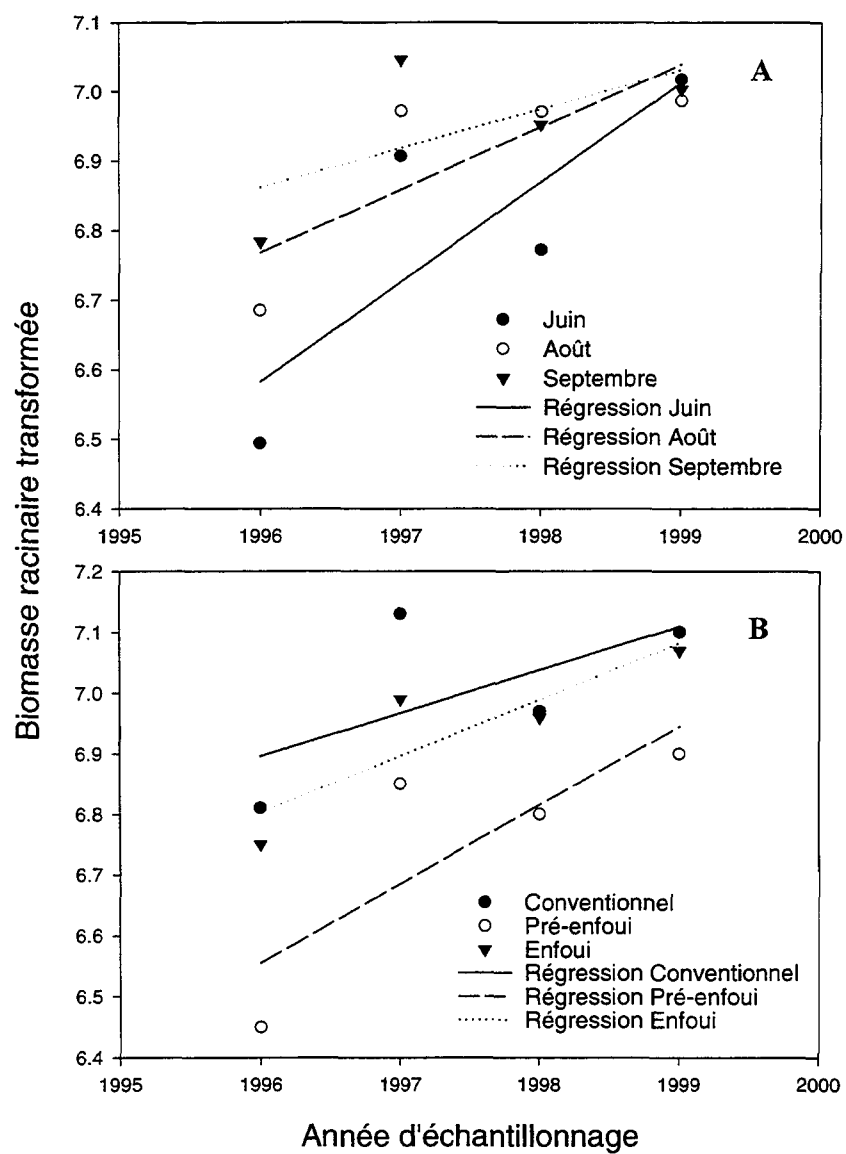 7.1
A
7.0
6.9
6.8
6.7
6.6
6.5
6.4
Juin
Août
Septembre
Régression Juin
Régression Août
Régression Septembre
1995 1996 1997 1998 1999 2000
Biomasse racinaire transformée
7.2
B
7.1
7.0
6.9
6.8
6.7
6.6
6.5
6.4
Conventionnel
Pré-enfoui
Enfoui
Régression Conventionnel
Régression Pré-enfoui
Régression Enfoui
1995 1996 1997 1998 1999 2000
Année d'échantillonnage